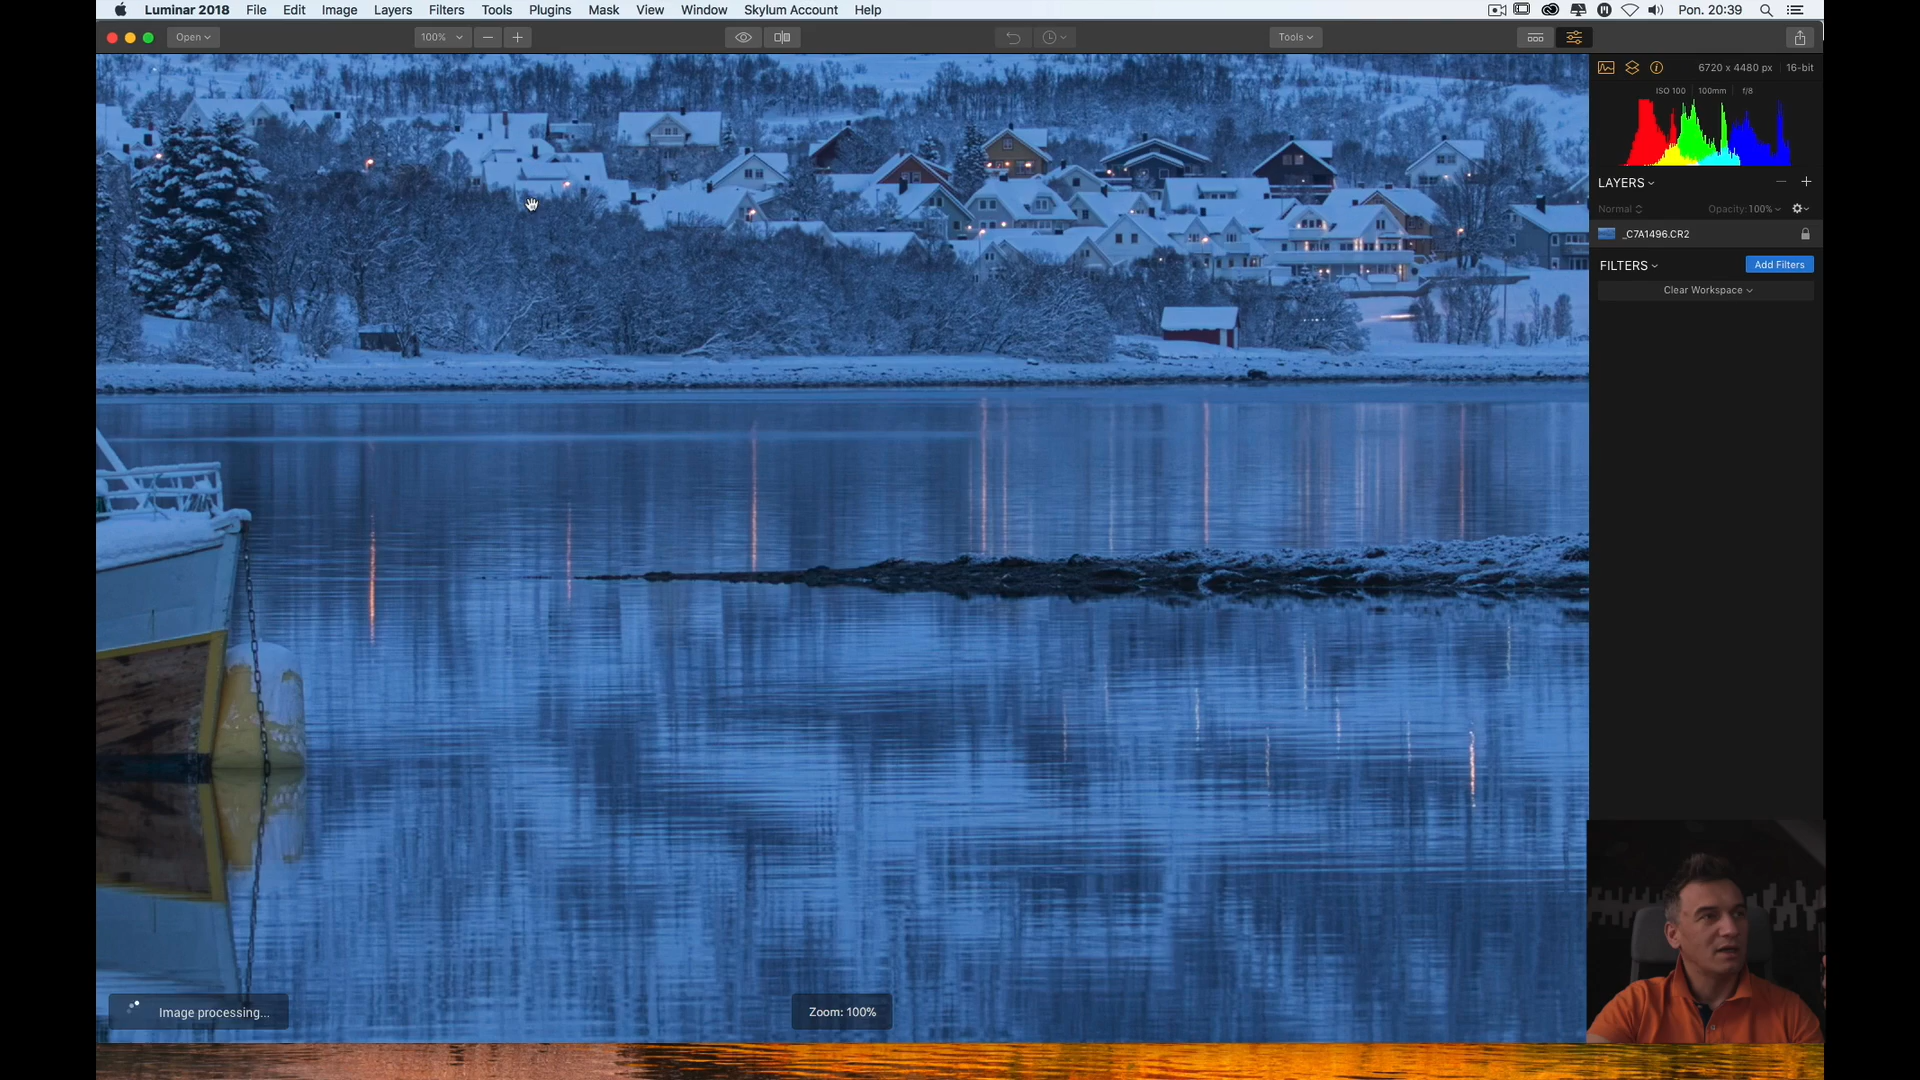 Luminar 2018 File Edit Image Layers Filters Tools Plugins Mask View Window Skylum Account Help Pon. 20:39
Open 100% Tools
6720 x 4480 px 16-bit
ISO 100 100mm f/8
LAYERS
Normal Opacity:100%
_C7A1496.CR2
FILTERS Add Filters
Clear Workspace
Image processing... Zoom: 100%